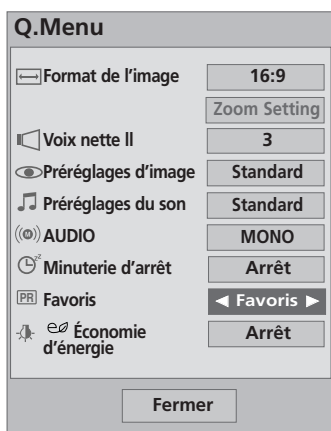 Q.Menu
Format de l'image 16:9
Zoom Setting
Voix nette II 3
Préréglages d'image Standard
Préréglages du son Standard
AUDIO MONO
Minuterie d'arrêt Arrêt
PR Favoris ◄ Favoris ►
Économie Arrêt
d'énergie
Fermer